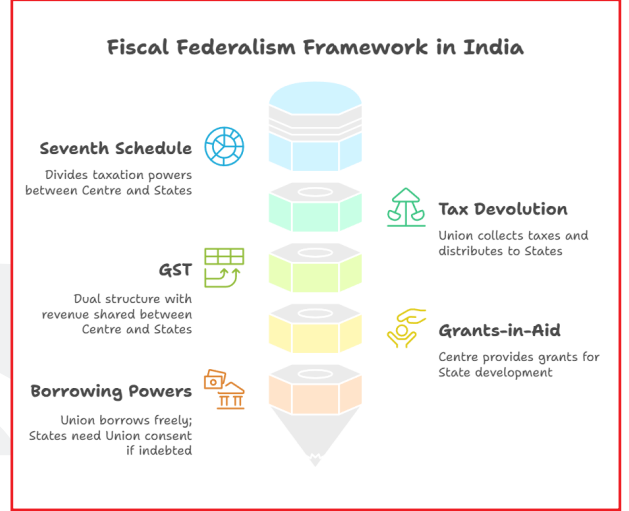 Fiscal Federalism Framework in India
Seventh Schedule
Divides taxation powers
between Centre and States
Tax Devolution
Union collects taxes and
distributes to States
GST
Dual structure with
revenue shared between
Centre and States
Grants-in-Aid
Centre provides grants for
State development
Borrowing Powers
Union borrows freely;
States need Union consent
if indebted